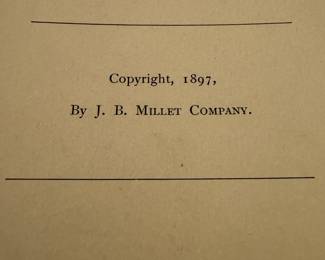 Copyright, 1897,
By J. B. Millet Company.